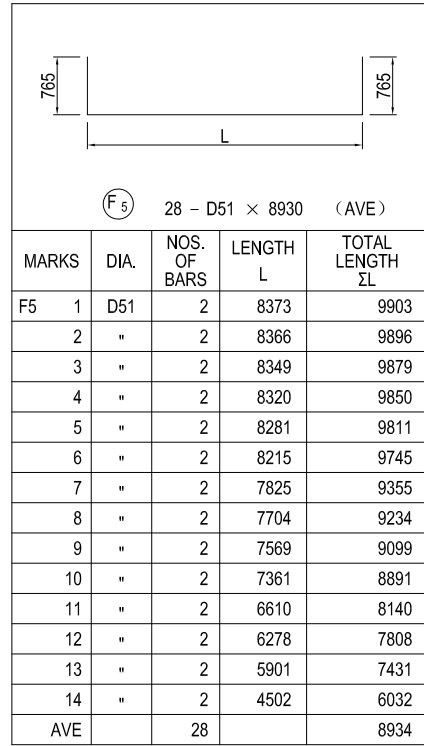 765
765
L
F 5 28 – D51 × 8930 (AVE)
MARKS DIA. NOS. OF BARS LENGTH L TOTAL LENGTH ΣL
F5 1 D51 2 8373 9903
2 " 2 8366 9896
3 " 2 8349 9879
4 " 2 8320 9850
5 " 2 8281 9811
6 " 2 8215 9745
7 " 2 7825 9355
8 " 2 7704 9234
9 " 2 7569 9099
10 " 2 7361 8891
11 " 2 6610 8140
12 " 2 6278 7808
13 " 2 5901 7431
14 " 2 4502 6032
AVE 28 8934